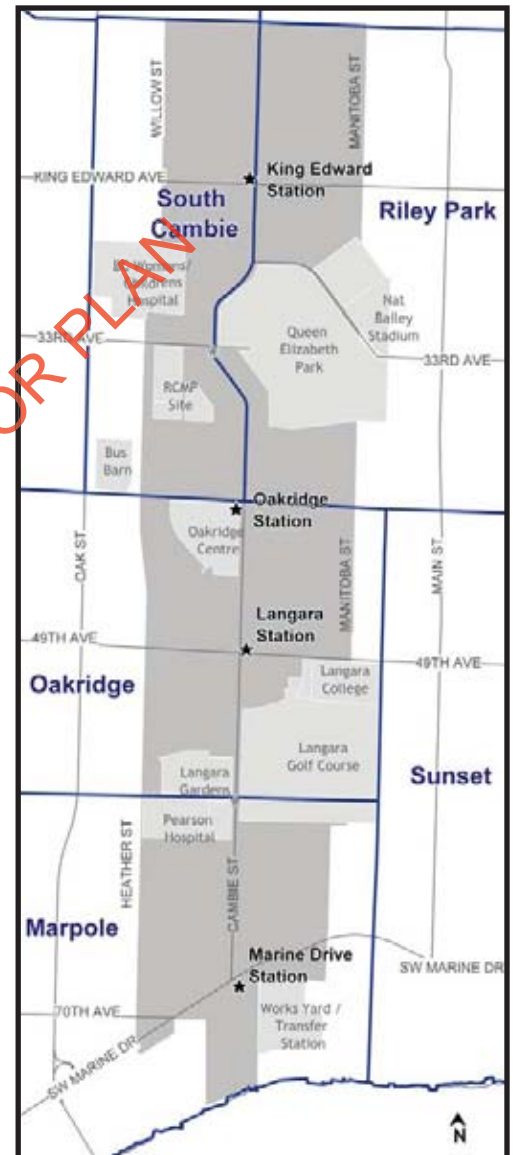 WILLOW ST
MANITOBA ST
KING EDWARD AVE
King Edward
Station
South
Cambie
Riley Park
BC Womens/
Childrens
Hospital
Nat
Bailey
Stadium
Queen
Elizabeth
Park
33RD AVE
33RD AVE
OR PLAN
RCMP
Site
Bus
Barn
Oakridge
Station
Oakridge
Centre
OAK ST
MANITOBA ST
MAIN ST
Langara
Station
49TH AVE
49TH AVE
Langara
College
Oakridge
Langara
Golf Course
Sunset
Langara
Gardens
Pearson
Hospital
HEATHER ST
CAMBIE ST
Marpole
Marine Drive
Station
SW MARINE DR
70TH AVE
Works Yard /
Transfer
Station
SW MARINE DR
N